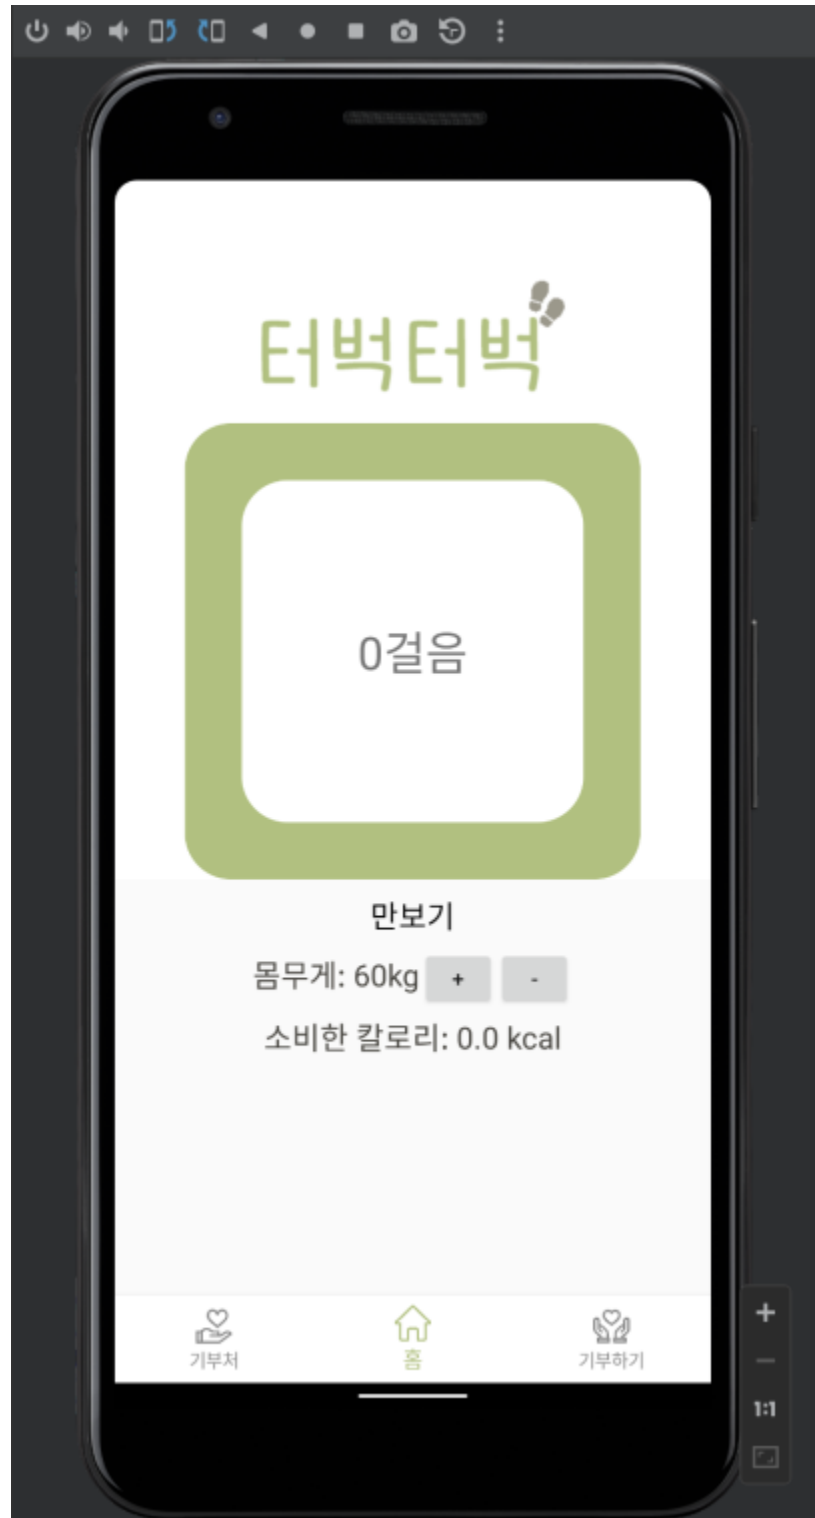 터벅터벅
0걸음
만보기
몸무게: 60kg + -
소비한 칼로리: 0.0 kcal
기부처 홈 기부하기
1:1